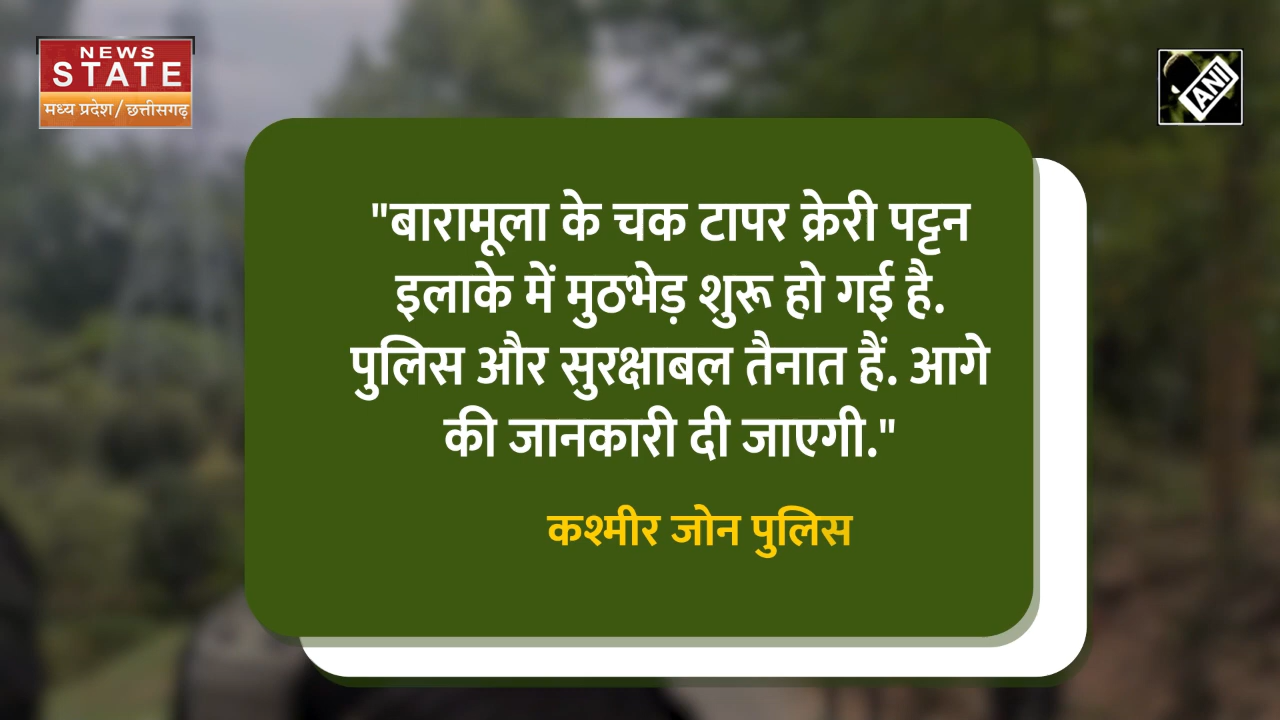 NEWS
STATE
मध्य प्रदेश/छत्तीसगढ़
ANI
"बारामूला के चक टापर क्रेरी पट्टन
इलाके में मुठभेड़ शुरू हो गई है.
पुलिस और सुरक्षाबल तैनात हैं. आगे
की जानकारी दी जाएगी."
कश्मीर जोन पुलिस